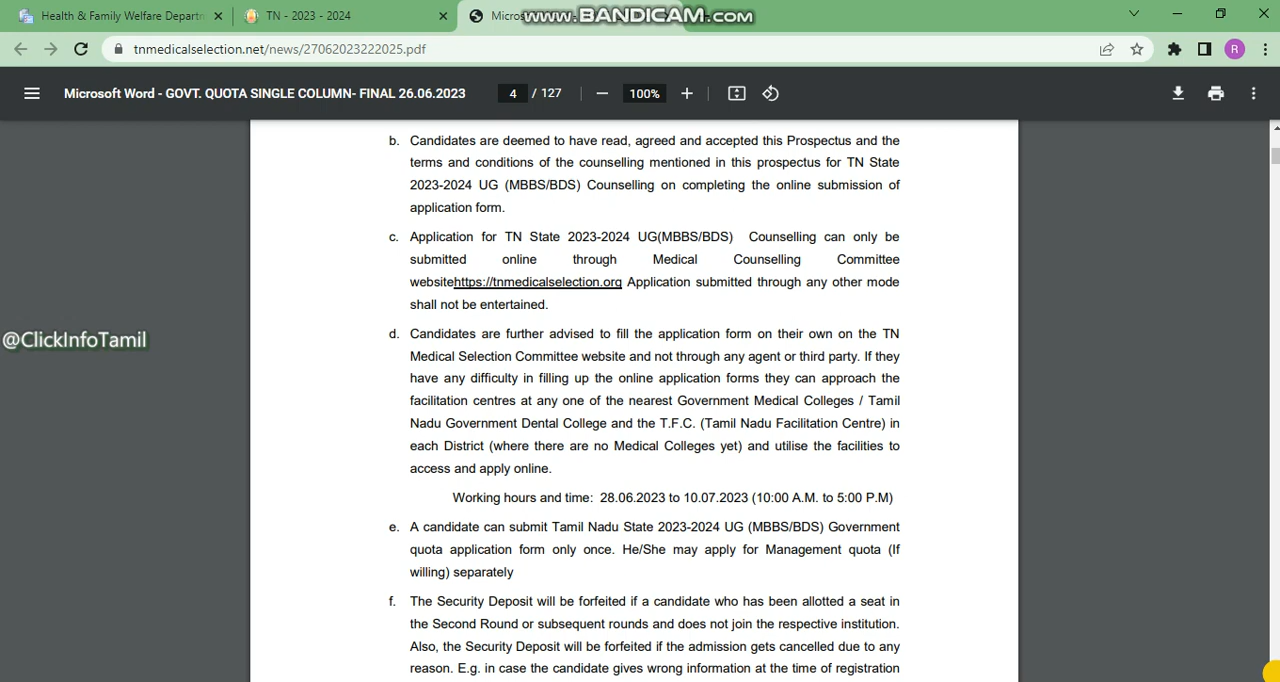 Health & Family Welfare Departm
TN - 2023 - 2024
Micros
www.BANDICAM.com
tnmedicalselection.net/news/27062023222025.pdf
R
Microsoft Word - GOVT. QUOTA SINGLE COLUMN- FINAL 26.06.2023
4 / 127
100%
b. Candidates are deemed to have read, agreed and accepted this Prospectus and the
terms and conditions of the counselling mentioned in this prospectus for TN State
2023-2024 UG (MBBS/BDS) Counselling on completing the online submission of
application form.
c. Application for TN State 2023-2024 UG(MBBS/BDS) Counselling can only be
submitted online through Medical Counselling Committee
websitehttps://tnmedicalselection.org Application submitted through any other mode
shall not be entertained.
@ClickInfoTamil
d. Candidates are further advised to fill the application form on their own on the TN
Medical Selection Committee website and not through any agent or third party. If they
have any difficulty in filling up the online application forms they can approach the
facilitation centres at any one of the nearest Government Medical Colleges / Tamil
Nadu Government Dental College and the T.F.C. (Tamil Nadu Facilitation Centre) in
each District (where there are no Medical Colleges yet) and utilise the facilities to
access and apply online.
Working hours and time: 28.06.2023 to 10.07.2023 (10:00 A.M. to 5:00 P.M)
e. A candidate can submit Tamil Nadu State 2023-2024 UG (MBBS/BDS) Government
quota application form only once. He/She may apply for Management quota (If
willing) separately
f. The Security Deposit will be forfeited if a candidate who has been allotted a seat in
the Second Round or subsequent rounds and does not join the respective institution.
Also, the Security Deposit will be forfeited if the admission gets cancelled due to any
reason. E.g. in case the candidate gives wrong information at the time of registration